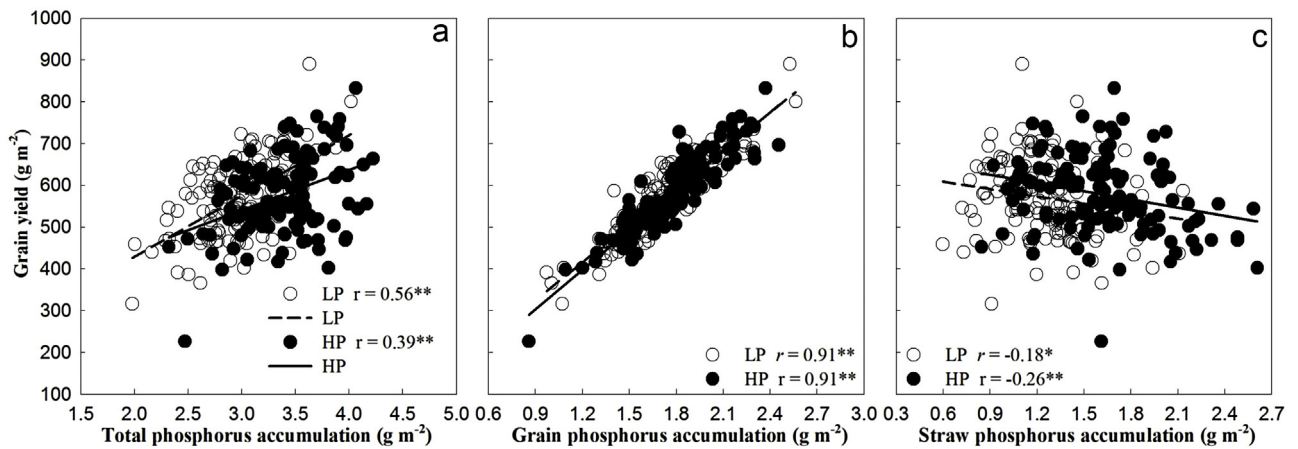 Grain yield (g m-2)
1000
900
800
700
600
500
400
300
200
100
a
LP r = 0.56**
LP
HP r = 0.39**
HP
1.5 2.0 2.5 3.0 3.5 4.0 4.5 5.0
Total phosphorus accumulation (g m-2)
b
LP r = 0.91**
HP r = 0.91**
0.6 0.9 1.2 1.5 1.8 2.1 2.4 2.7 3.0
Grain phosphorus accumulation (g m-2)
c
LP r = -0.18*
HP r = -0.26**
0.3 0.6 0.9 1.2 1.5 1.8 2.1 2.4 2.7
Straw phosphorus accumulation (g m-2)